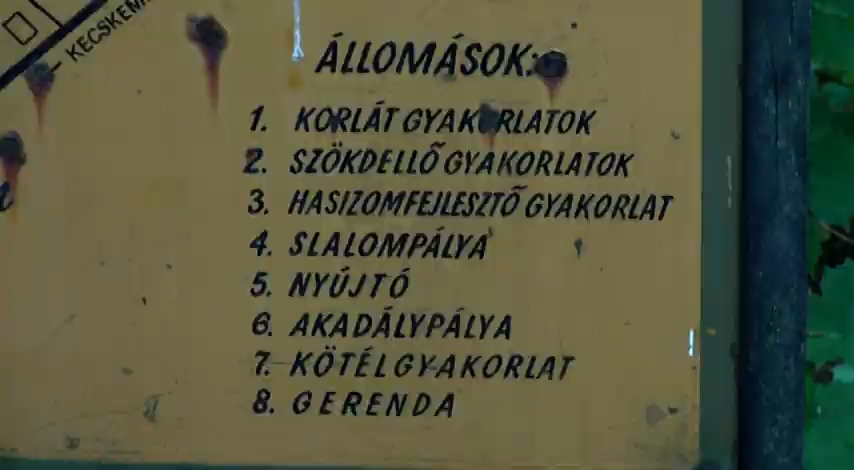 ÁLLOMÁSOK:
1. KORLÁT GYAKORLATOK
2. SZÖKDELLŐ GYAKORLATOK
3. HASIZOMFEJLESZTŐ GYAKORLAT
4. SLALOMPÁLYA
5. NYÚJTÓ
6. AKADÁLYPÁLYA
7. KÖTÉLGYAKORLAT
8. GERENDA